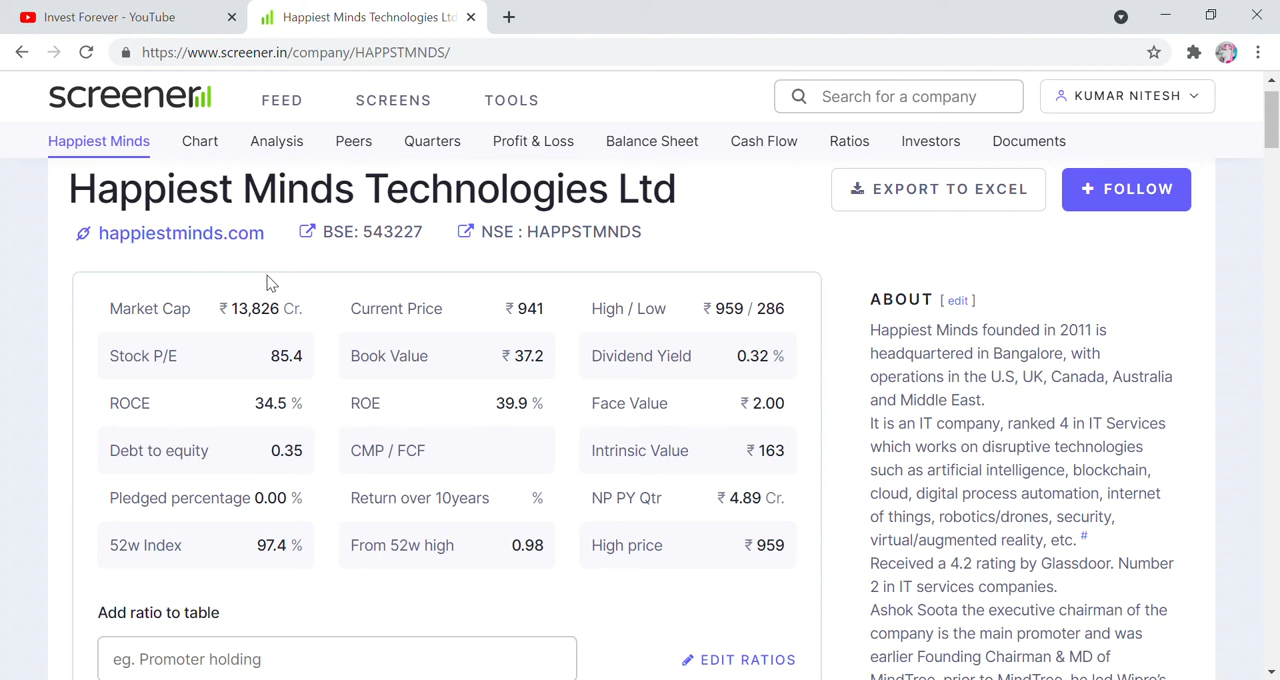 Invest Forever - YouTube
Happiest Minds Technologies Ltd
https://www.screener.in/company/HAPPSTMNDS/
screener
FEED
SCREENS
TOOLS
Search for a company
KUMAR NITESH
Happiest Minds
Chart
Analysis
Peers
Quarters
Profit & Loss
Balance Sheet
Cash Flow
Ratios
Investors
Documents
Happiest Minds Technologies Ltd
EXPORT TO EXCEL
+ FOLLOW
happiestminds.com
BSE: 543227
NSE : HAPPSTMNDS
Market Cap ₹ 13,826 Cr.
Current Price ₹ 941
High / Low ₹ 959 / 286
Stock P/E 85.4
Book Value ₹ 37.2
Dividend Yield 0.32 %
ROCE 34.5 %
ROE 39.9 %
Face Value ₹ 2.00
Debt to equity 0.35
CMP / FCF
Intrinsic Value ₹ 163
Pledged percentage 0.00 %
Return over 10years %
NP PY Qtr ₹ 4.89 Cr.
52w Index 97.4 %
From 52w high 0.98
High price ₹ 959
Add ratio to table
eg. Promoter holding
EDIT RATIOS
ABOUT [ edit ]
Happiest Minds founded in 2011 is
headquartered in Bangalore, with
operations in the U.S, UK, Canada, Australia
and Middle East.
It is an IT company, ranked 4 in IT Services
which works on disruptive technologies
such as artificial intelligence, blockchain,
cloud, digital process automation, internet
of things, robotics/drones, security,
virtual/augmented reality, etc. #
Received a 4.2 rating by Glassdoor. Number
2 in IT services companies.
Ashok Soota the executive chairman of the
company is the main promoter and was
earlier Founding Chairman & MD of
MindTree, prior to MindTree, he led Wipro's